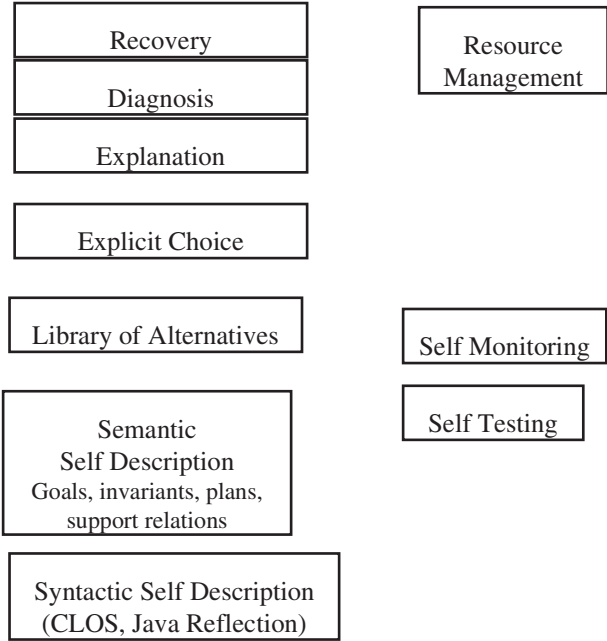 Recovery
Diagnosis
Explanation
Explicit Choice
Library of Alternatives
Semantic
Self Description
Goals, invariants, plans,
support relations
Syntactic Self Description
(CLOS, Java Reflection)
Resource
Management
Self Monitoring
Self Testing